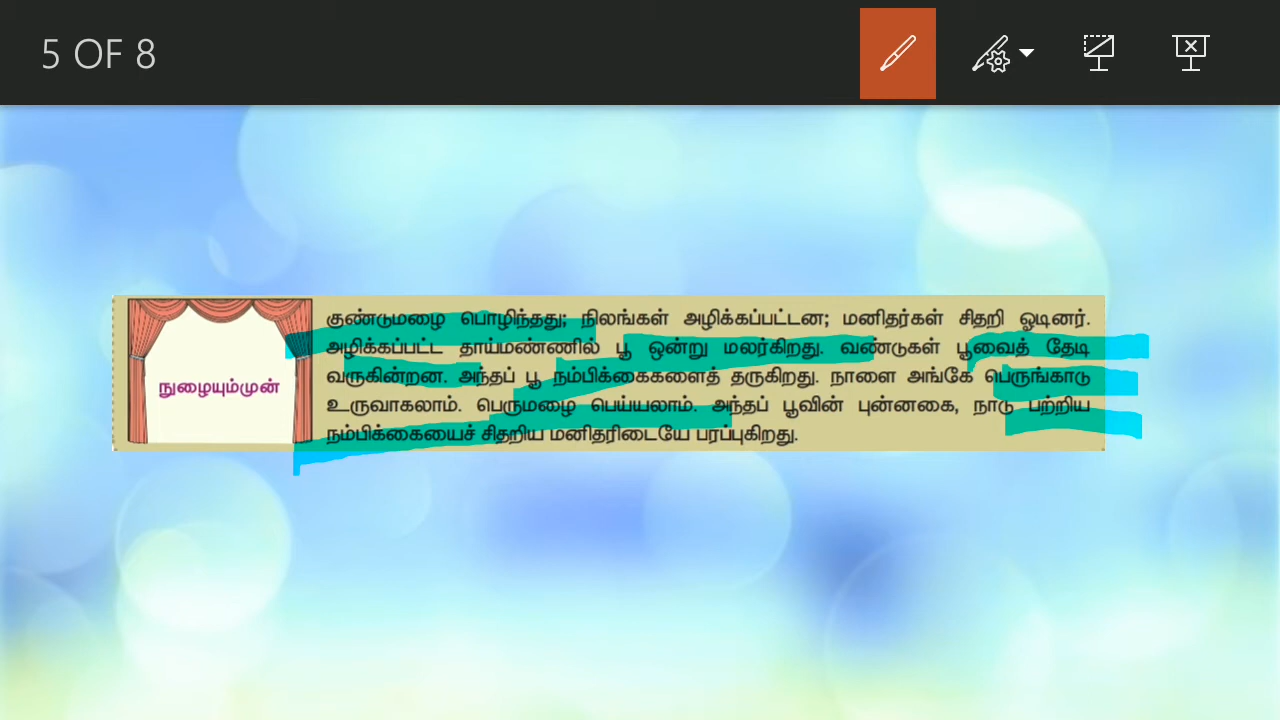 5 OF 8
நுழையும்முன்
குண்டுமழை பொழிந்தது; நிலங்கள் அழிக்கப்பட்டன; மனிதர்கள் சிதறி ஓடினர்.
அழிக்கப்பட்ட தாய்மண்ணில் பூ ஒன்று மலர்கிறது. வண்டுகள் பூவைத் தேடி
வருகின்றன. அந்தப் பூ நம்பிக்கைகளைத் தருகிறது. நாளை அங்கே பெருங்காடு
உருவாகலாம். பெருமழை பெய்யலாம். அந்தப் பூவின் புன்னகை, நாடு பற்றிய
நம்பிக்கையைச் சிதறிய மனிதரிடையே பரப்புகிறது.